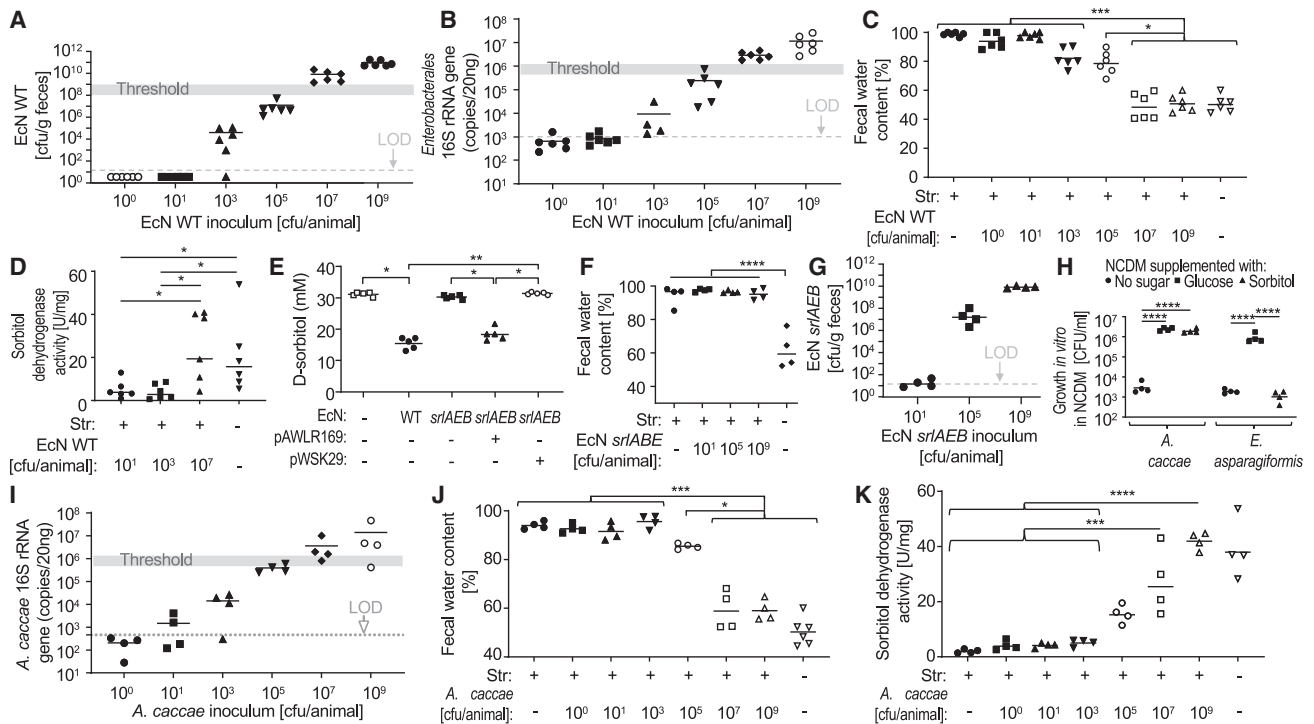 A
EcN WT
[cfu/g feces]
10¹²
10¹⁰
10⁸
10⁶
10⁴
10²
10⁰
Threshold
LOD
10⁰ 10¹ 10³ 10⁵ 10⁷ 10⁹
EcN WT inoculum [cfu/animal]
B
Enterobacterales
16S rRNA gene
(copies/20ng)
10⁸
10⁷
10⁶
10⁵
10⁴
10³
10²
10¹
Threshold
LOD
10⁰ 10¹ 10³ 10⁵ 10⁷ 10⁹
EcN WT inoculum [cfu/animal]
C
Fecal water
content [%]
100
80
60
40
20
0
***
*
Str: + + + + + + + -
EcN WT
[cfu/animal]: - 10⁰ 10¹ 10³ 10⁵ 10⁷ 10⁹ -
D
Sorbitol
dehydrogenase
activity [U/mg]
60
40
20
0
*
*
*
*
Str: + + + -
EcN WT
[cfu/animal]: 10¹ 10³ 10⁷ -
E
D-sorbitol (mM)
40
30
20
10
0
**
* * *
EcN: - WT srlAEB srlAEB srlAEB
pAWLR169: - - - + -
pWSK29: - - - - +
F
Fecal water
content [%]
100
80
60
40
****
Str: + + + + -
EcN srlABE
[cfu/animal]: - 10¹ 10⁵ 10⁹ -
G
EcN srlAEB
[cfu/g feces]
10¹²
10¹⁰
10⁸
10⁶
10⁴
10²
10⁰
LOD
10¹ 10⁵ 10⁹
EcN srlAEB inoculum
[cfu/animal]
H
NCDM supplemented with:
No sugar Glucose Sorbitol
Growth in vitro
in NCDM [CFU/ml]
10⁷
10⁶
10⁵
10⁴
10³
10²
****
****
****
****
A.
caccae
E.
asparagiformis
I
A. caccae 16S rRNA
gene (copies/20ng)
10⁸
10⁷
10⁶
10⁵
10⁴
10³
10²
10¹
Threshold
LOD
10⁰ 10¹ 10³ 10⁵ 10⁷ 10⁹
A. caccae inoculum [cfu/animal]
J
Fecal water content
[%]
100
80
60
40
***
*
Str: + + + + + + + -
A. caccae
[cfu/animal]: - 10⁰ 10¹ 10³ 10⁵ 10⁷ 10⁹ -
K
Sorbitol dehydrogenase
activity [U/mg]
60
40
20
0
****
***
Str: + + + + + + + -
A. caccae
[cfu/animal]: - 10⁰ 10¹ 10³ 10⁵ 10⁷ 10⁹ -